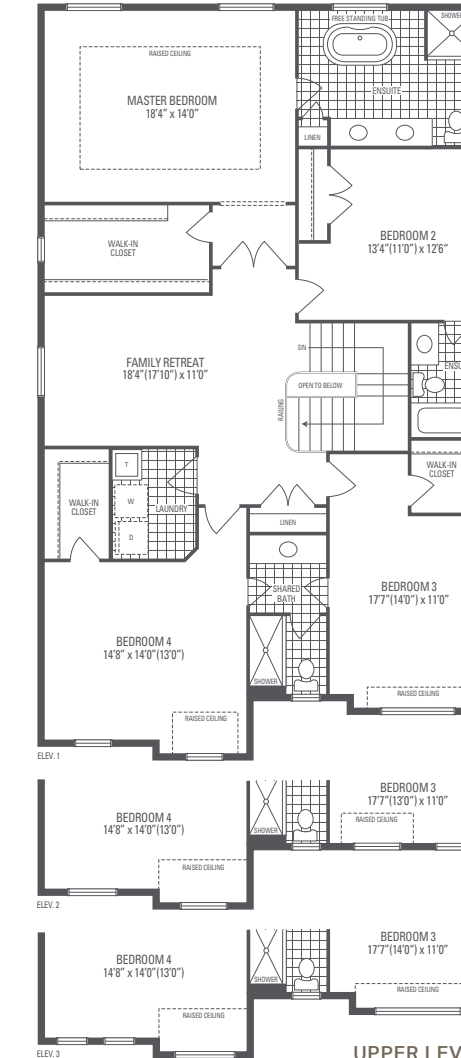 FREE STANDING TUB
SHOWER
RAISED CEILING
ENSUITE
MASTER BEDROOM
18'4" x 14'0"
LINEN
BEDROOM 2
13'4"(11'0") x 12'6"
WALK-IN
CLOSET
DN
FAMILY RETREAT
18'4"(17'10") x 11'0"
ENSU
OPEN TO BELOW
RAILING
T
WALK-IN
CLOSET
W
WALK-IN
CLOSET
LAUNDRY
LINEN
D
SHARED
BATH
BEDROOM 3
17'7"(14'0") x 11'0"
BEDROOM 4
14'8" x 14'0"(13'0")
SHOWER
RAISED CEILING
RAISED CEILING
ELEV. 1
BEDROOM 3
17'7"(13'0") x 11'0"
BEDROOM 4
14'8" x 14'0"(13'0")
RAISED CEILING
SHOWER
RAISED CEILING
ELEV. 2
BEDROOM 3
17'7"(14'0") x 11'0"
BEDROOM 4
14'8" x 14'0"(13'0")
SHOWER
RAISED CEILING
RAISED CEILING
ELEV. 3
UPPER LEV